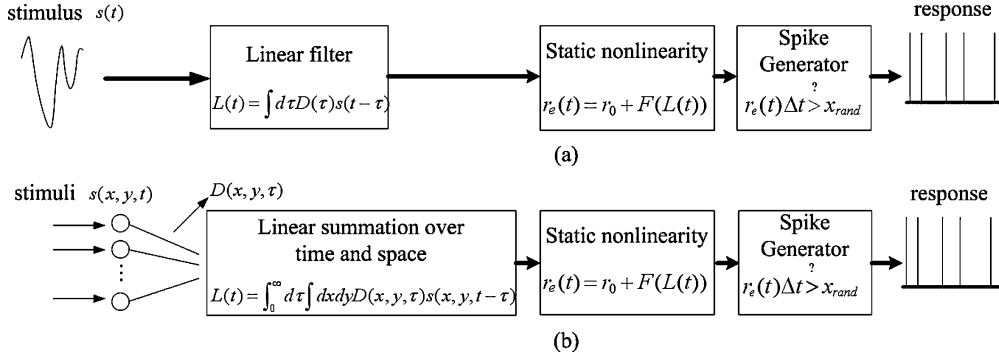 stimulus s(t)
Linear filter
L(t) = ∫dτD(τ)s(t−τ)
Static nonlinearity
r_e(t) = r_0 + F(L(t))
Spike
Generator
?
r_e(t)Δt > x_rand
response
(a)
stimuli s(x, y, t)
D(x, y, τ)
Linear summation over
time and space
L(t) = ∫_0^∞ dτ∫dxdyD(x, y, τ)s(x, y, t−τ)
Static nonlinearity
r_e(t) = r_0 + F(L(t))
Spike
Generator
?
r_e(t)Δt > x_rand
response
(b)